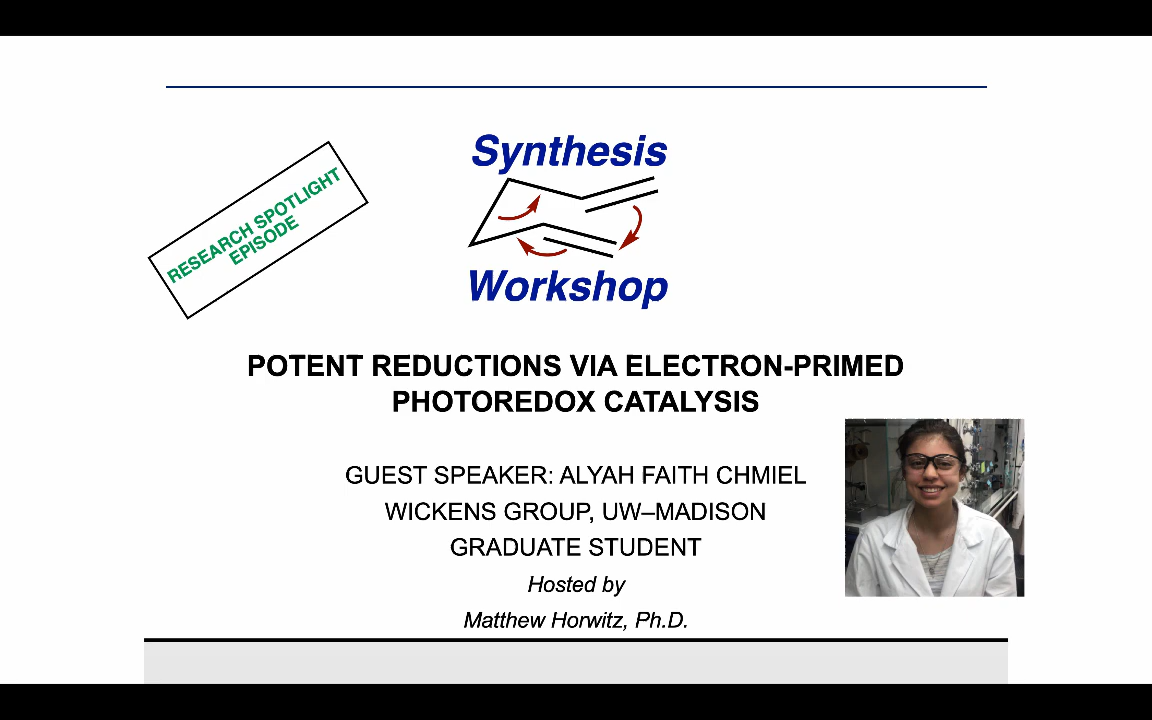 Synthesis
RESEARCH SPOTLIGHT
EPISODE
Workshop
POTENT REDUCTIONS VIA ELECTRON-PRIMED
PHOTOREDOX CATALYSIS
GUEST SPEAKER: ALYAH FAITH CHMIEL
WICKENS GROUP, UW–MADISON
GRADUATE STUDENT
Hosted by
Matthew Horwitz, Ph.D.